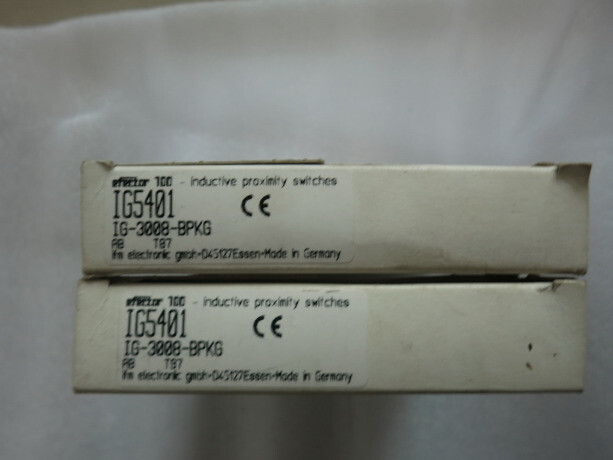 efector 100 - inductive proximity switches
IG5401 CE
IG-3008-BPKG
AB T87
ifm electronic gmbh•D45127Essen•Made in Germany
efector 100 - inductive proximity switches
IG5401 CE
IG-3008-BPKG
AB T87
ifm electronic gmbh•D45127Essen•Made in Germany